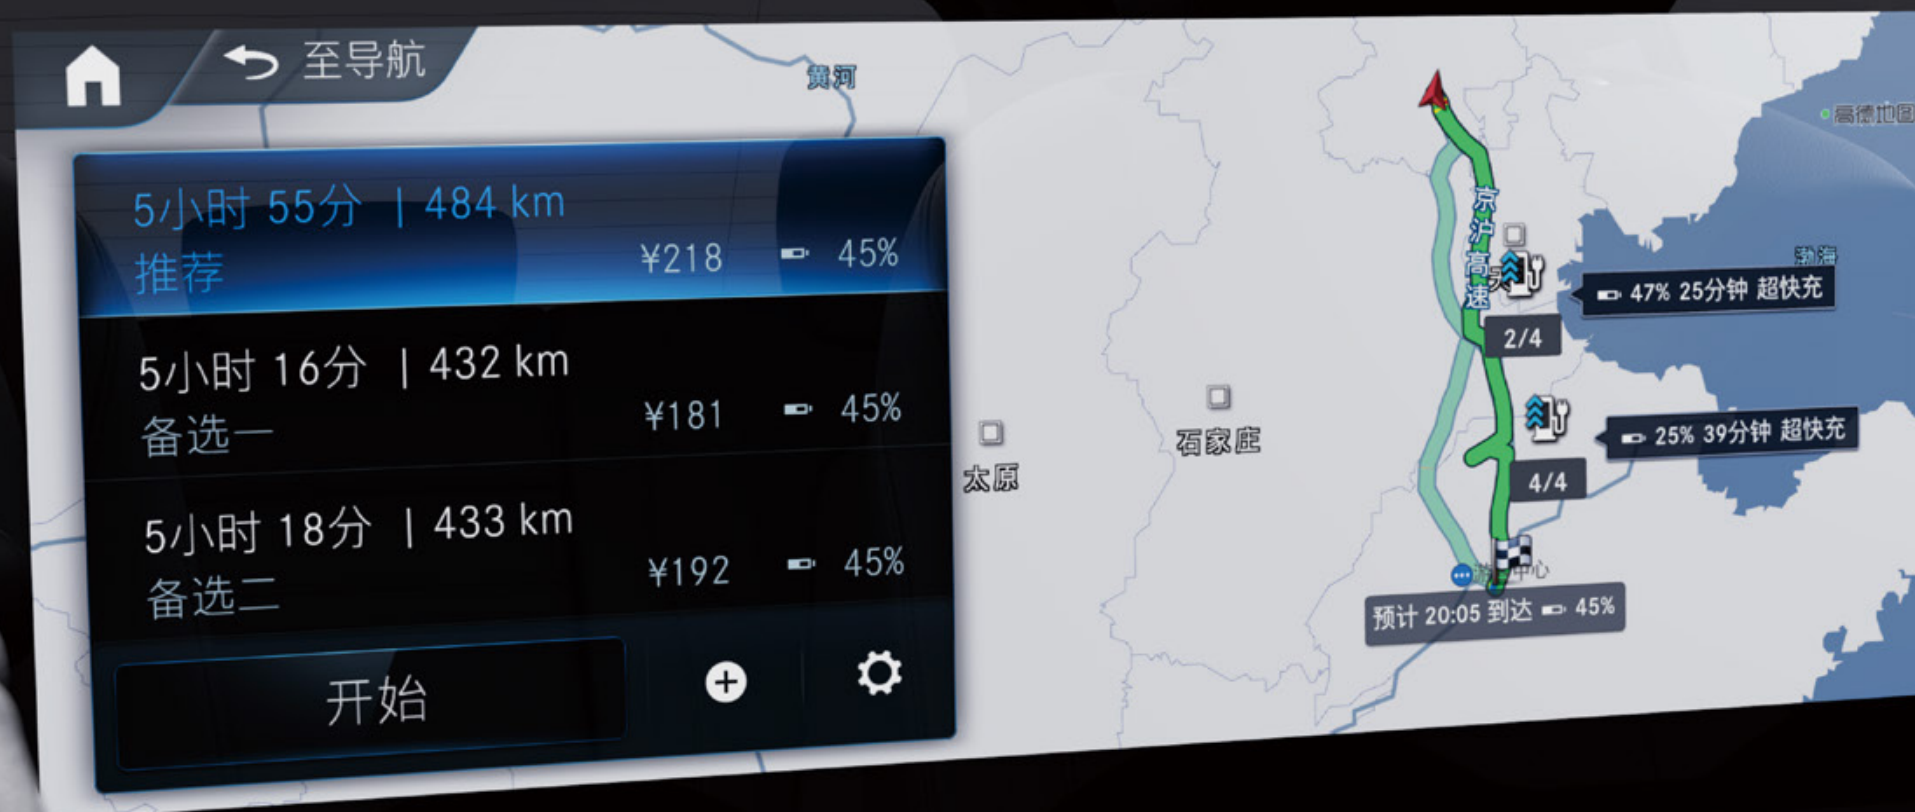 至导航
5小时 55分 | 484 km
推荐 ¥218 45%
5小时 16分 | 432 km
备选一 ¥181 45%
5小时 18分 | 433 km
备选二 ¥192 45%
开始
黄河
高德地图
京沪高速
渤海
47% 25分钟 超快充
2/4
石家庄
太原
25% 39分钟 超快充
4/4
中心
预计 20:05 到达 45%